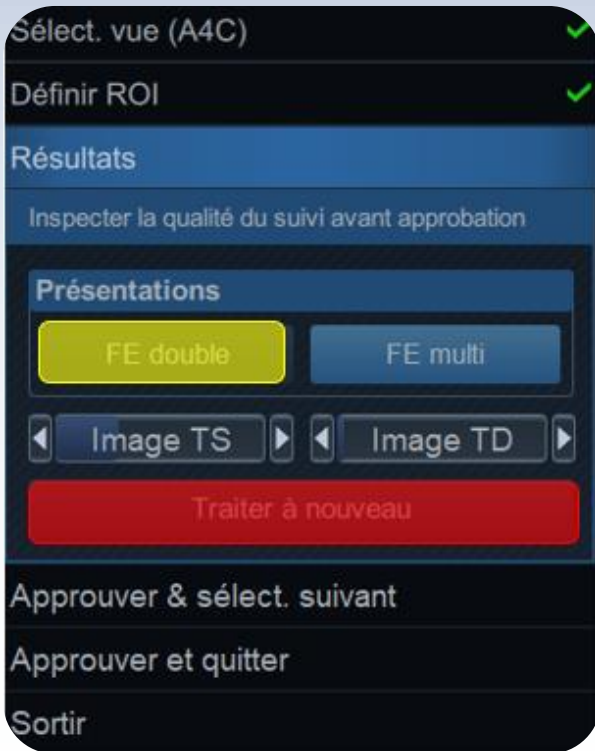 Sélect. vue (A4C)
Définir ROI
Résultats
Inspecter la qualité du suivi avant approbation
Présentations
FE double FE multi
Image TS Image TD
Traiter à nouveau
Approuver & sélect. suivant
Approuver et quitter
Sortir